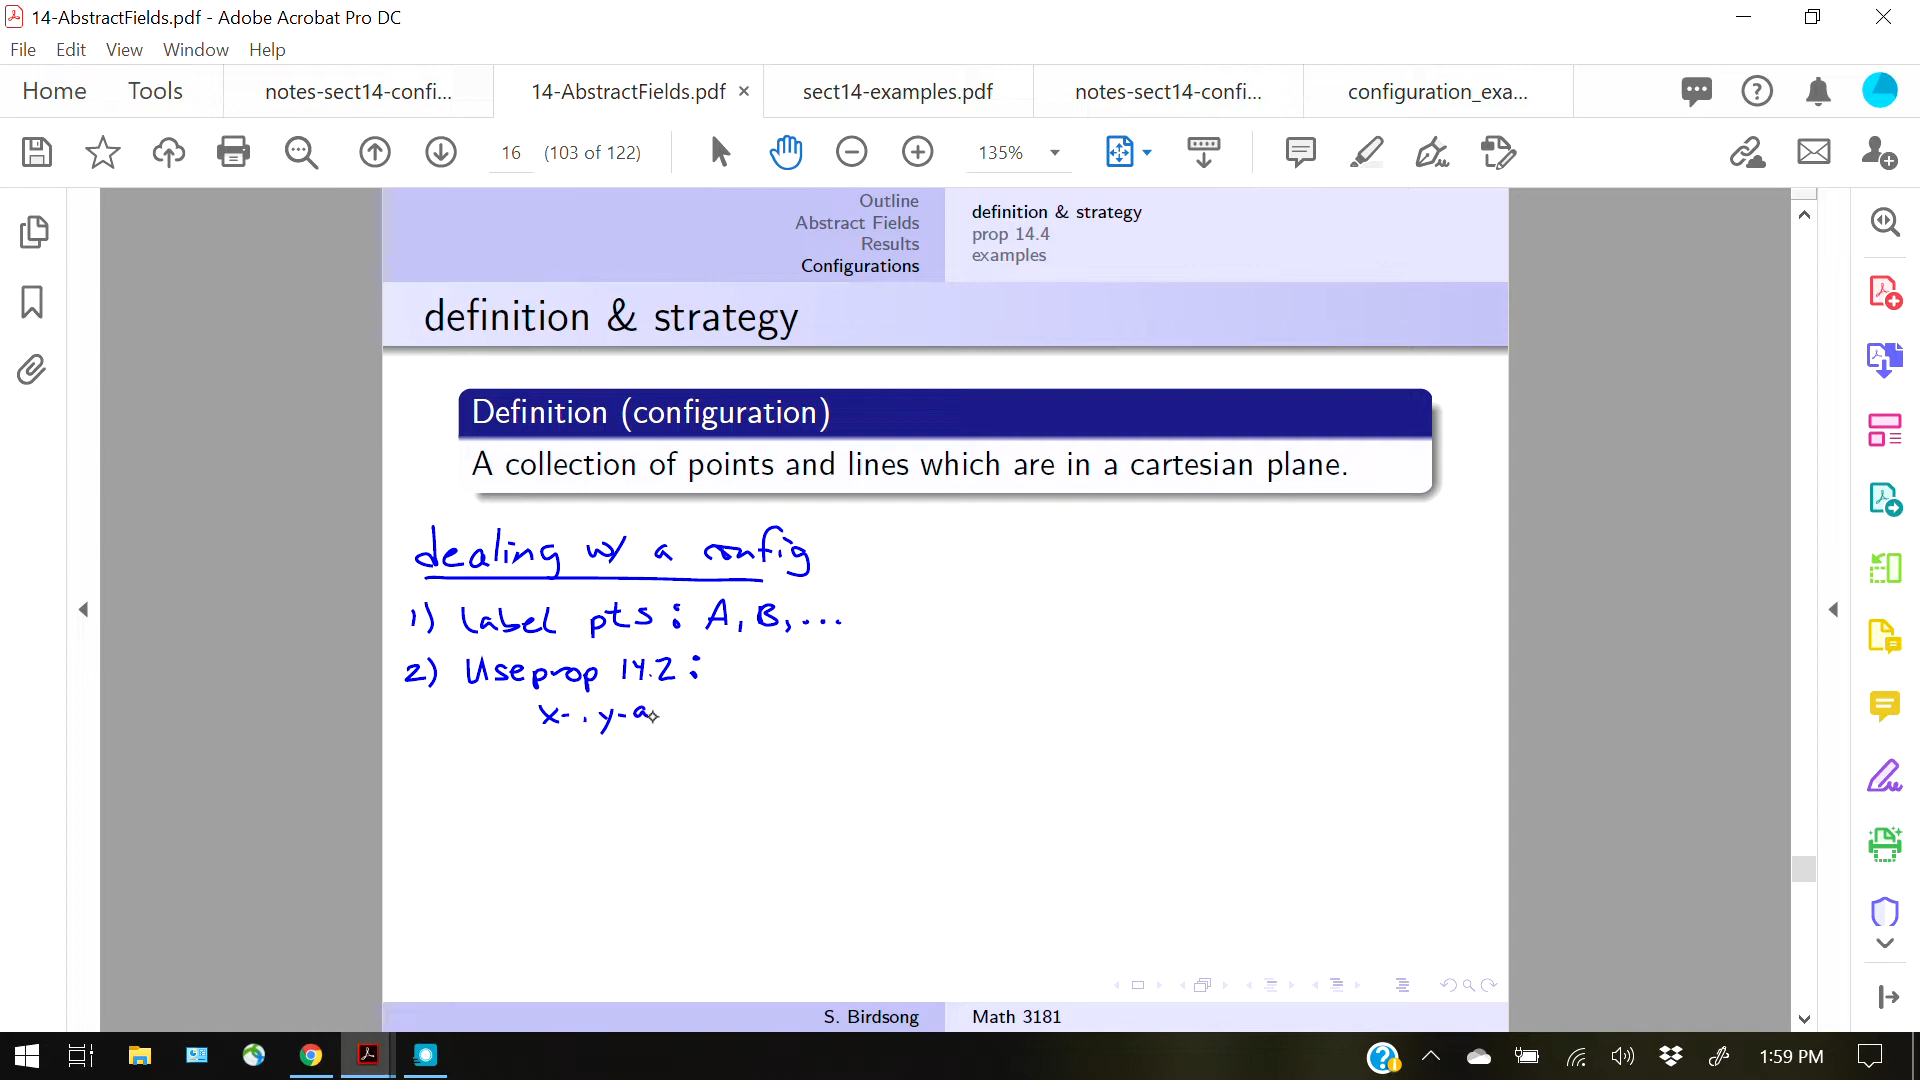 14-AbstractFields.pdf - Adobe Acrobat Pro DC
File Edit View Window Help
Home Tools notes-sect14-confi... 14-AbstractFields.pdf × sect14-examples.pdf notes-sect14-confi... configuration_exa...
16 (103 of 122) 135%
Outline
Abstract Fields
Results
Configurations
definition & strategy
prop 14.4
examples
definition & strategy
Definition (configuration)
A collection of points and lines which are in a cartesian plane.
dealing w/ a config
1) Label pts : A, B, ...
2) Use prop 14.2 :
x- , y-a
S. Birdsong Math 3181
1:59 PM